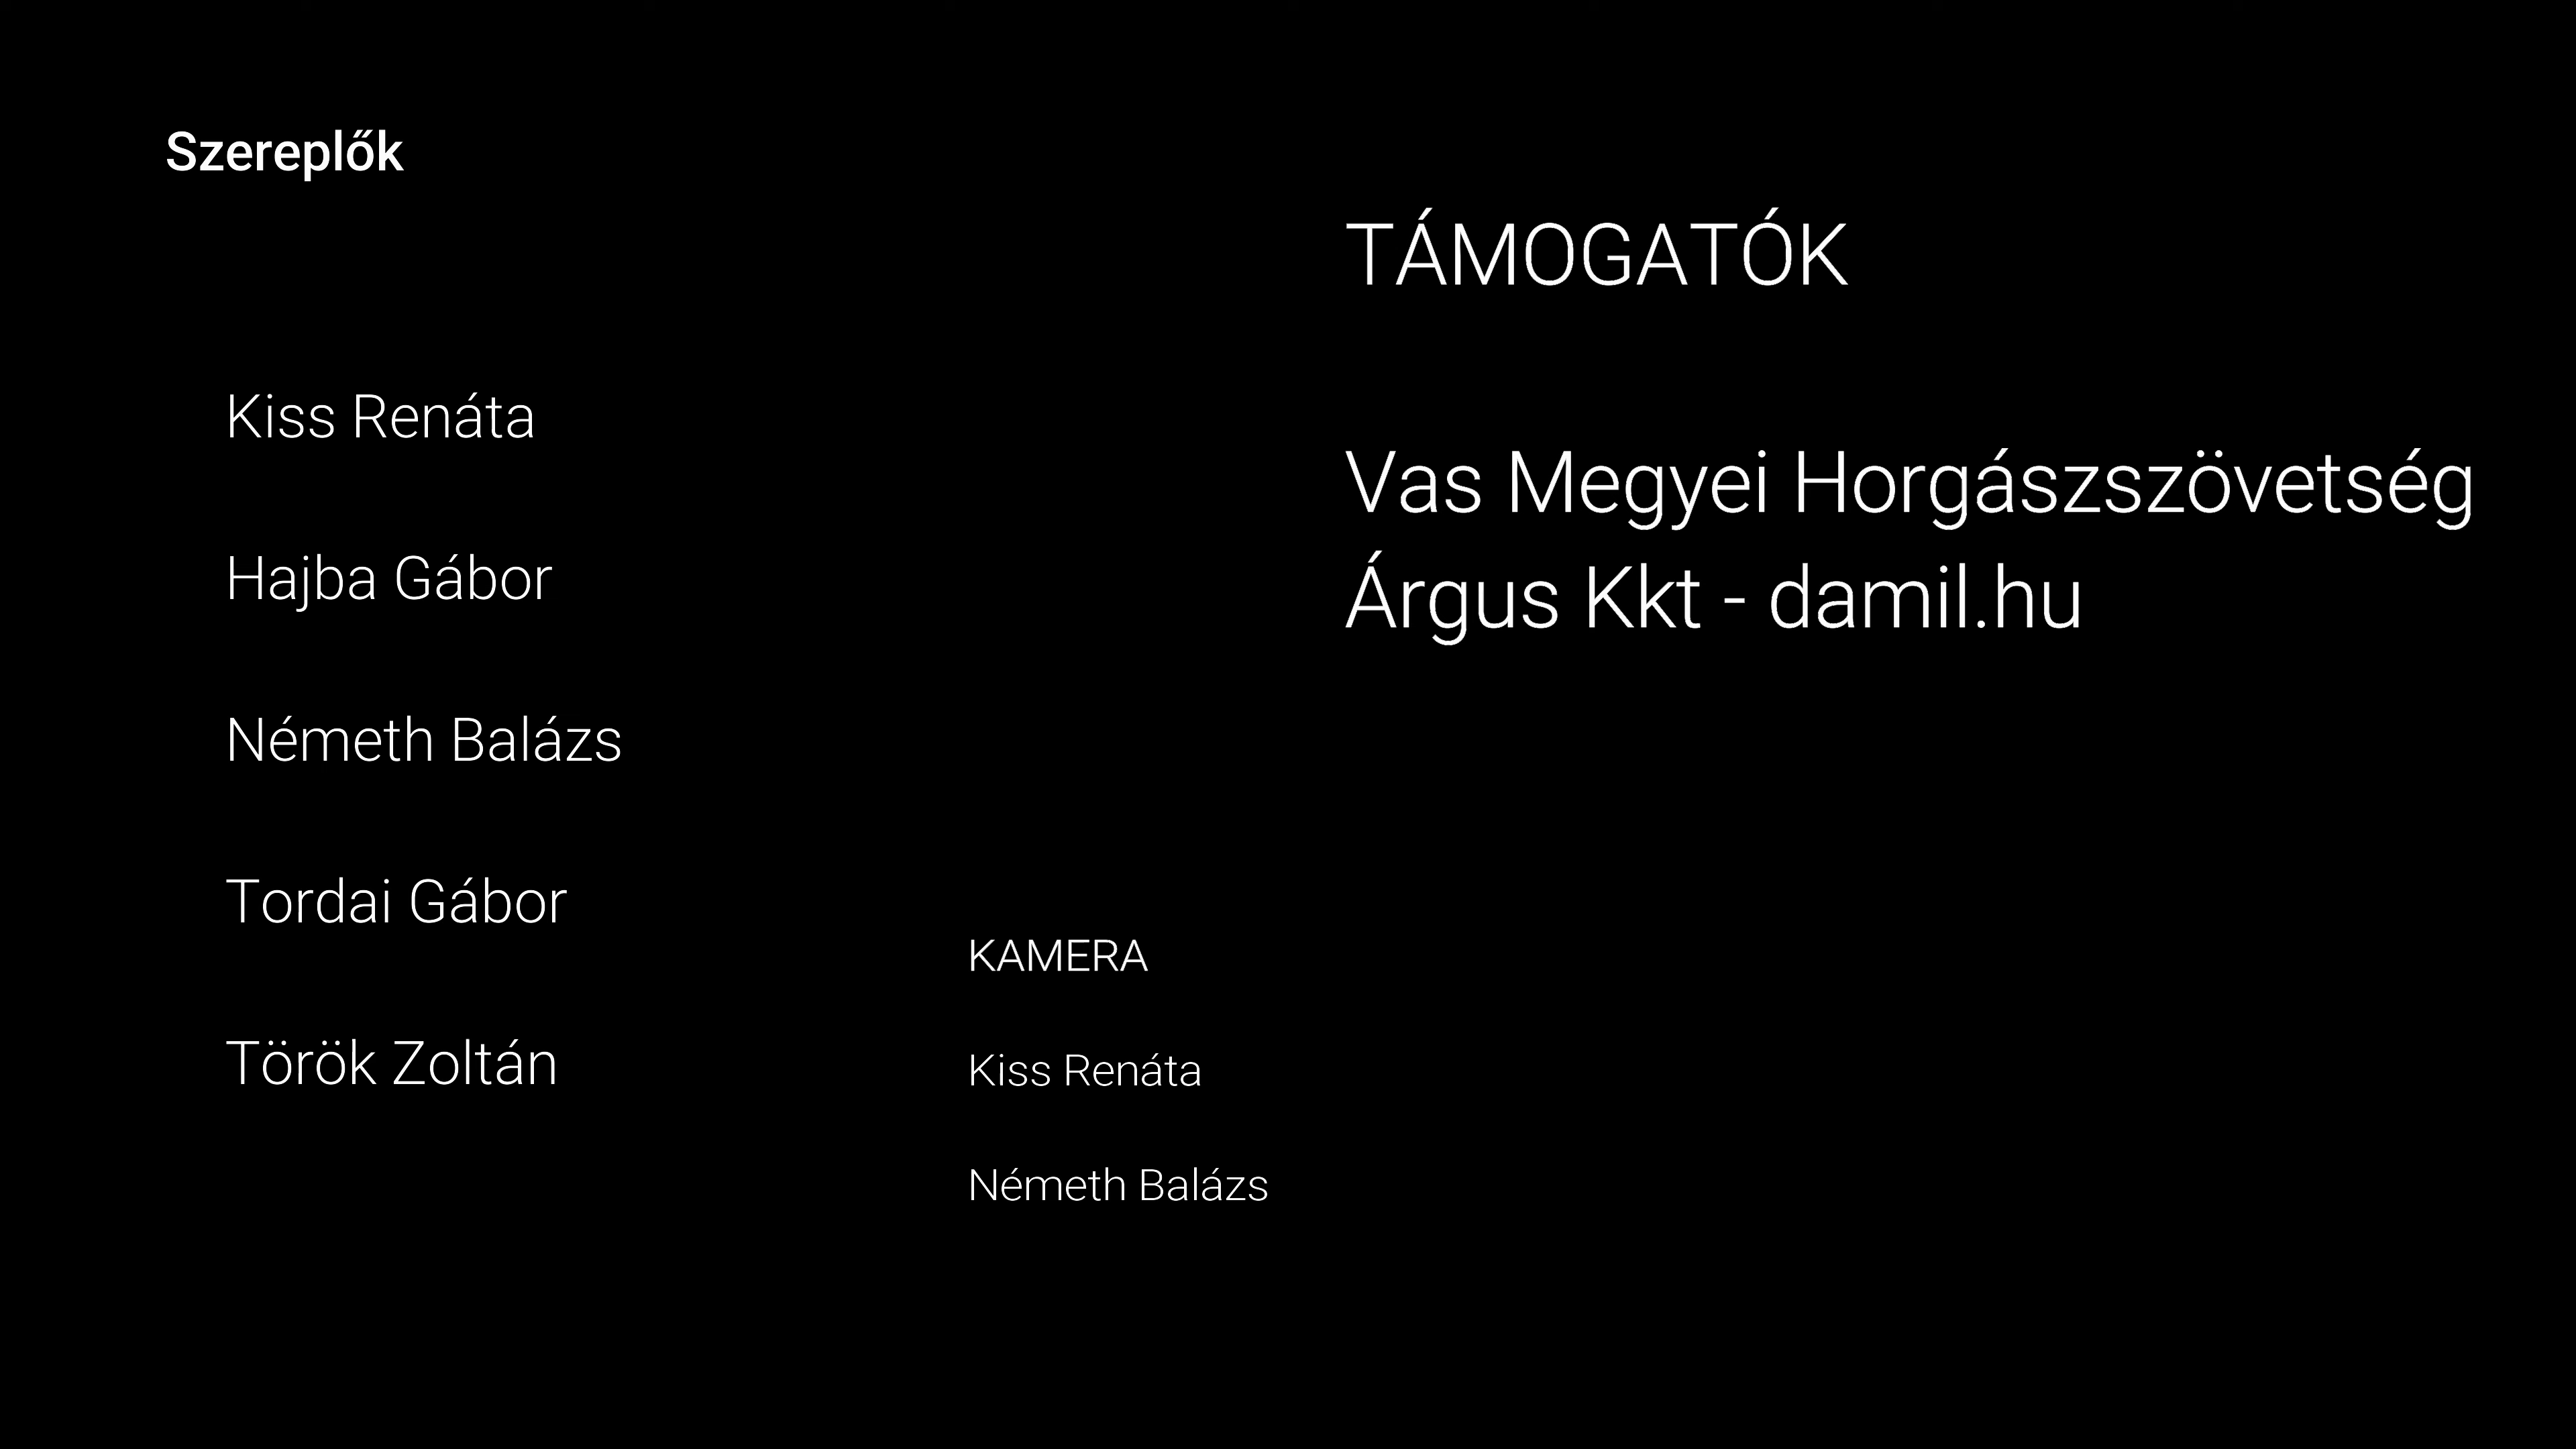 Szereplők
Kiss Renáta
Hajba Gábor
Németh Balázs
Tordai Gábor
Török Zoltán
TÁMOGATÓK
Vas Megyei Horgászszövetség
Árgus Kkt - damil.hu
KAMERA
Kiss Renáta
Németh Balázs